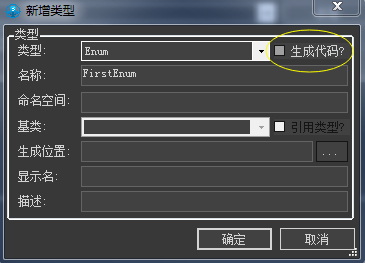 新增类型
类型
类型: Enum 生成代码?
名称: FirstEnum
命名空间:
基类: 引用类型?
生成位置: ...
显示名:
描述:
确定 取消